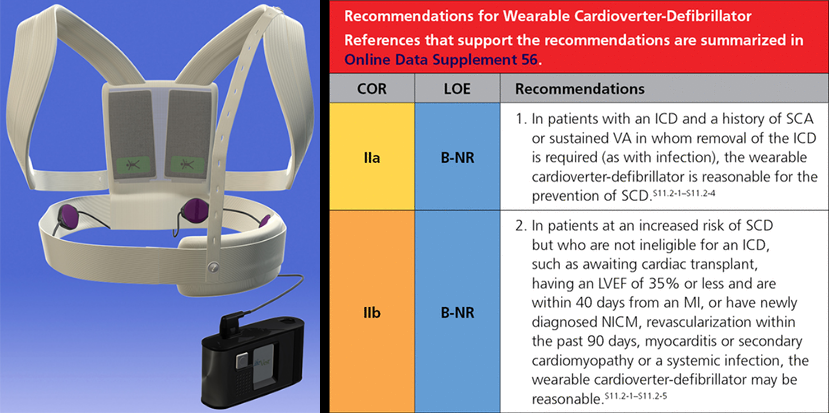 Recommendations for Wearable Cardioverter-Defibrillator
References that support the recommendations are summarized in
Online Data Supplement 56.
COR
LOE
Recommendations
IIa
B-NR
1. In patients with an ICD and a history of SCA
or sustained VA in whom removal of the ICD
is required (as with infection), the wearable
cardioverter-defibrillator is reasonable for the
prevention of SCD.S11.2-1–S11.2-4
IIb
B-NR
2. In patients at an increased risk of SCD
but who are not ineligible for an ICD,
such as awaiting cardiac transplant,
having an LVEF of 35% or less and are
within 40 days from an MI, or have newly
diagnosed NICM, revascularization within
the past 90 days, myocarditis or secondary
cardiomyopathy or a systemic infection, the
wearable cardioverter-defibrillator may be
reasonable.S11.2-1–S11.2-5